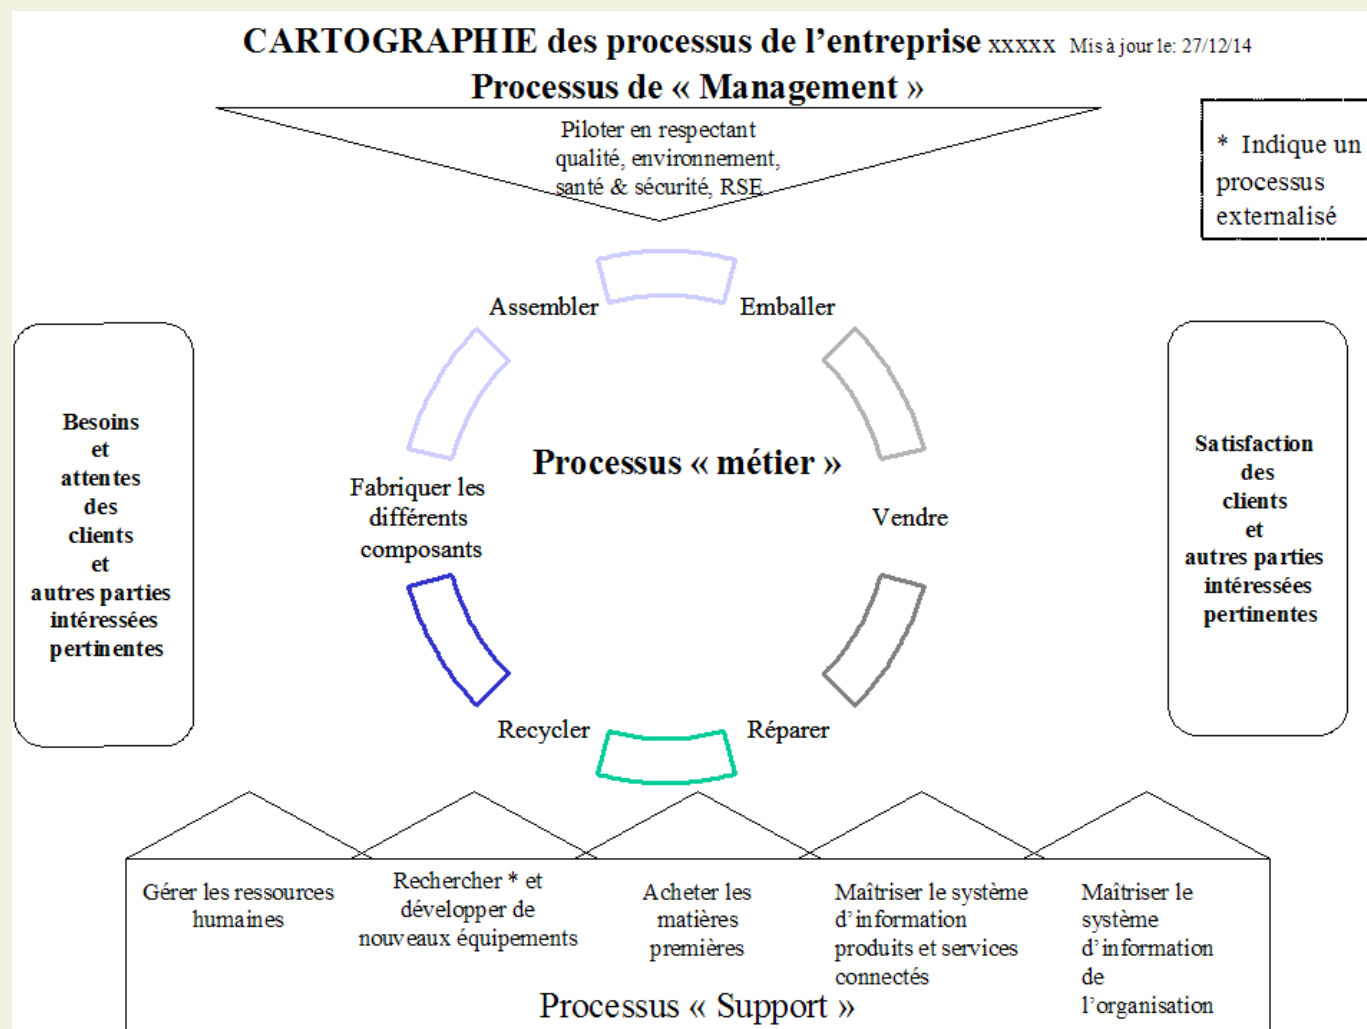 CARTOGRAPHIE des processus de l’entreprise xxxxx Mis à jour le: 27/12/14
Processus de « Management »
Piloter en respectant
qualité, environnement,
santé & sécurité, RSE
* Indique un
processus
externalisé
Assembler
Emballer
Besoins
et
attentes
des
clients
et
autres parties
intéressées
pertinentes
Processus « métier »
Fabriquer les
différents
composants
Vendre
Satisfaction
des
clients
et
autres parties
intéressées
pertinentes
Recycler
Réparer
Gérer les ressources
humaines
Rechercher * et
développer de
nouveaux équipements
Acheter les
matières
premières
Maîtriser le système
d’information
produits et services
connectés
Maîtriser le
système
d’information
de
l’organisation
Processus « Support »